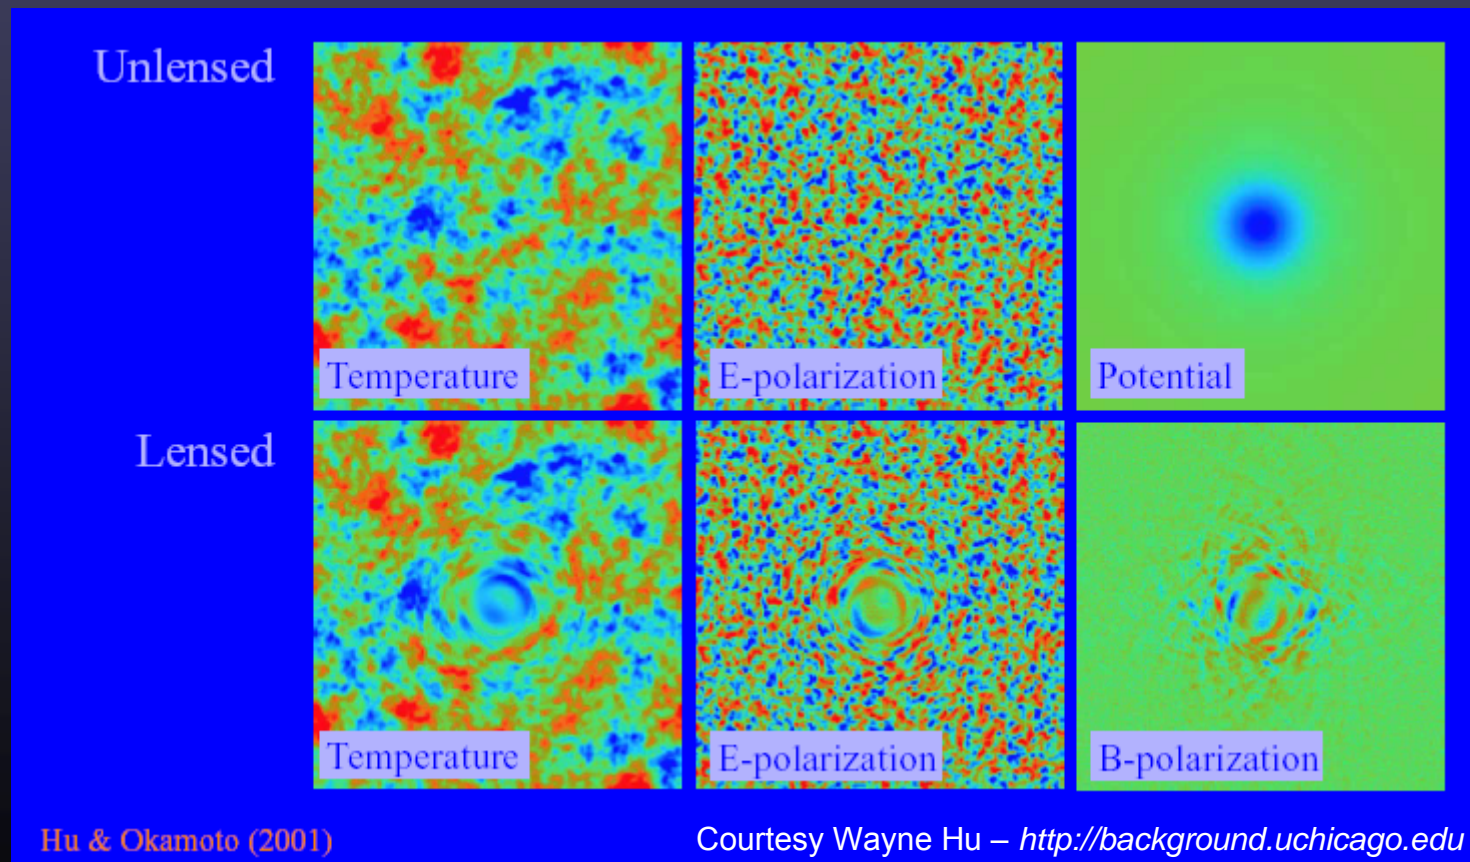 Unlensed
Temperature
E-polarization
Potential
Lensed
Temperature
E-polarization
B-polarization
Hu & Okamoto (2001)
Courtesy Wayne Hu – http://background.uchicago.edu